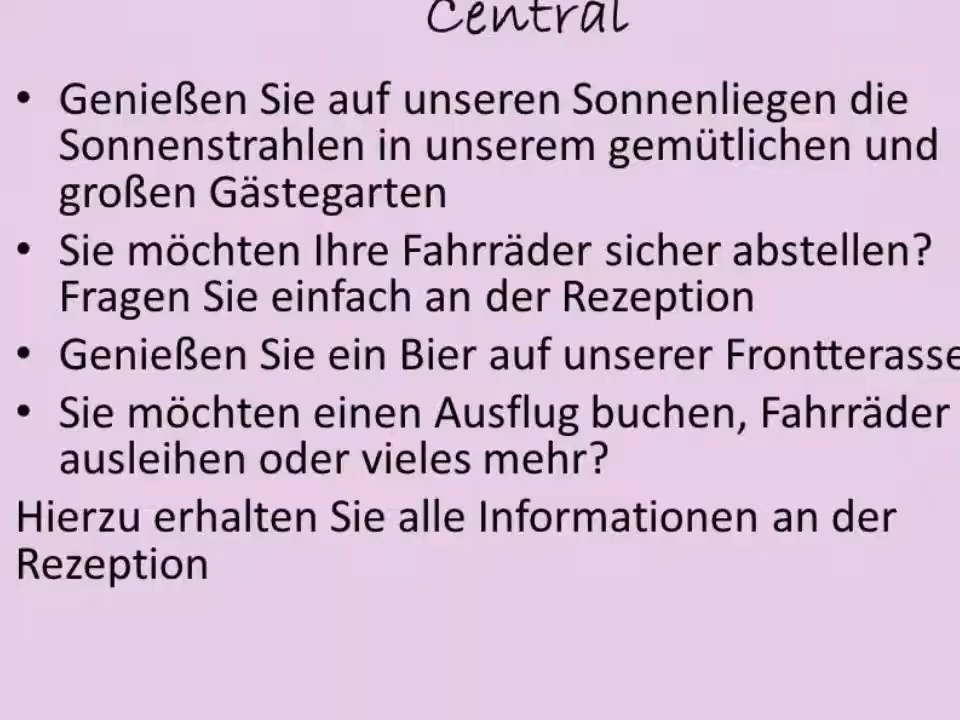 Central
• Genießen Sie auf unseren Sonnenliegen die
Sonnenstrahlen in unserem gemütlichen und
großen Gästegarten
• Sie möchten Ihre Fahrräder sicher abstellen?
Fragen Sie einfach an der Rezeption
• Genießen Sie ein Bier auf unserer Frontterasse
• Sie möchten einen Ausflug buchen, Fahrräder
ausleihen oder vieles mehr?
Hierzu erhalten Sie alle Informationen an der
Rezeption